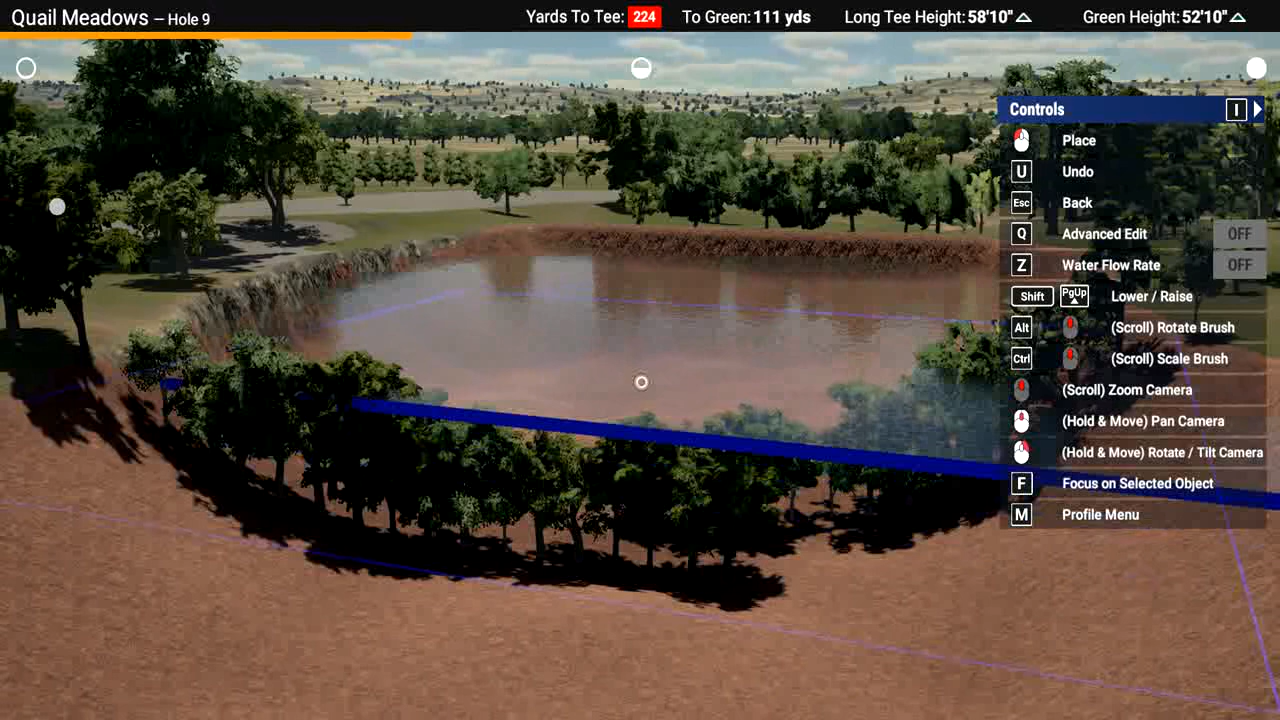 Quail Meadows – Hole 9
Yards To Tee: 224 To Green: 111 yds Long Tee Height: 58'10" Green Height: 52'10"
Controls I
Place
U Undo
Esc Back
Q Advanced Edit OFF
Z Water Flow Rate OFF
Shift PgUp Lower / Raise
Alt (Scroll) Rotate Brush
Ctrl (Scroll) Scale Brush
(Scroll) Zoom Camera
(Hold & Move) Pan Camera
(Hold & Move) Rotate / Tilt Camera
F Focus on Selected Object
M Profile Menu